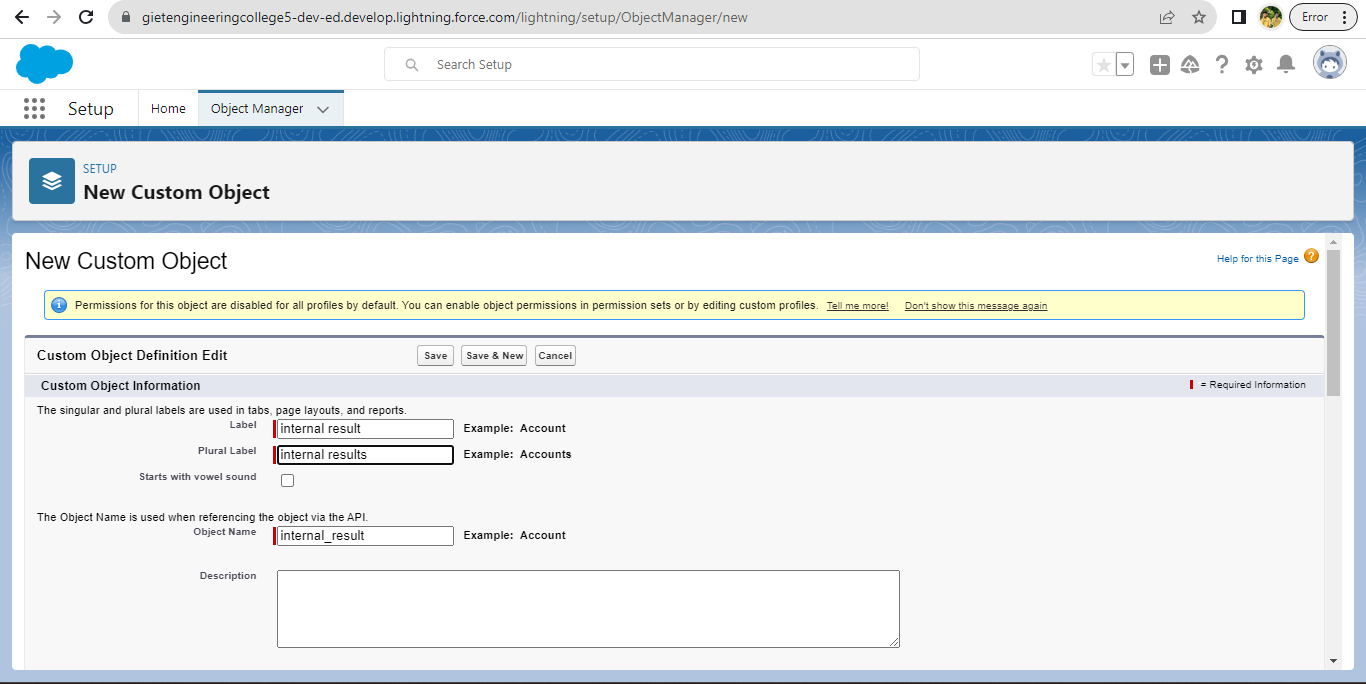 gietengineeringcollege5-dev-ed.develop.lightning.force.com/lightning/setup/ObjectManager/new
Error
Search Setup
Setup
Home
Object Manager
SETUP
New Custom Object
New Custom Object
Help for this Page ?
Permissions for this object are disabled for all profiles by default. You can enable object permissions in permission sets or by editing custom profiles. Tell me more! Don't show this message again
Custom Object Definition Edit Save Save & New Cancel
Custom Object Information = Required Information
The singular and plural labels are used in tabs, page layouts, and reports.
Label internal result Example: Account
Plural Label internal results Example: Accounts
Starts with vowel sound
The Object Name is used when referencing the object via the API.
Object Name internal_result Example: Account
Description